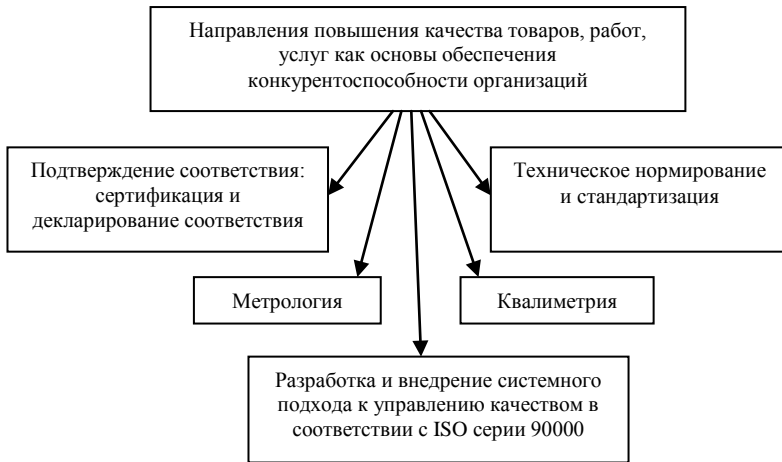 Направления повышения качества товаров, работ,
услуг как основы обеспечения
конкурентоспособности организаций
Подтверждение соответствия:
сертификация и
декларирование соответствия
Техническое нормирование
и стандартизация
Метрология
Квалиметрия
Разработка и внедрение системного
подхода к управлению качеством в
соответствии с ISO серии 90000